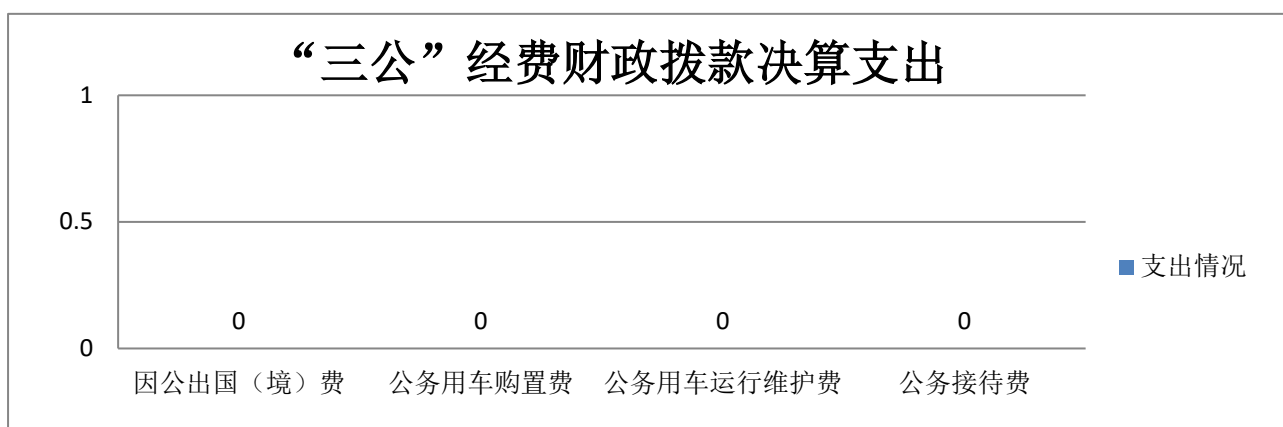 “三公”经费财政拨款决算支出
1
0.5
0
0 0 0 0
因公出国（境）费 公务用车购置费 公务用车运行维护费 公务接待费
支出情况